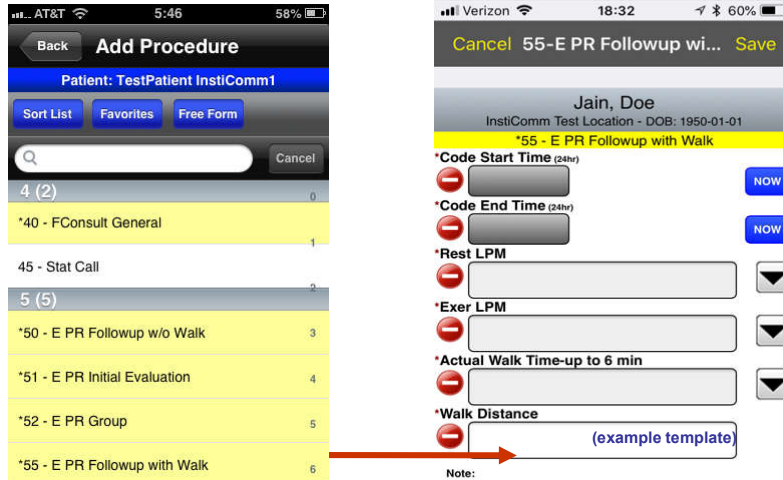 AT&T 5:46 58%
Back Add Procedure
Patient: TestPatient InstiComm1
Sort List Favorites Free Form
Cancel
4 (2)
0
*40 - FConsult General
1
45 - Stat Call
2
5 (5)
*50 - E PR Followup w/o Walk 3
*51 - E PR Initial Evaluation 4
*52 - E PR Group 5
*55 - E PR Followup with Walk 6
Verizon 18:32 60%
Cancel 55-E PR Followup wi... Save
Jain, Doe
InstiComm Test Location - DOB: 1950-01-01
*55 - E PR Followup with Walk
*Code Start Time (24hr)
NOW
*Code End Time (24hr)
NOW
*Rest LPM
*Exer LPM
*Actual Walk Time-up to 6 min
*Walk Distance
(example template)
Note: